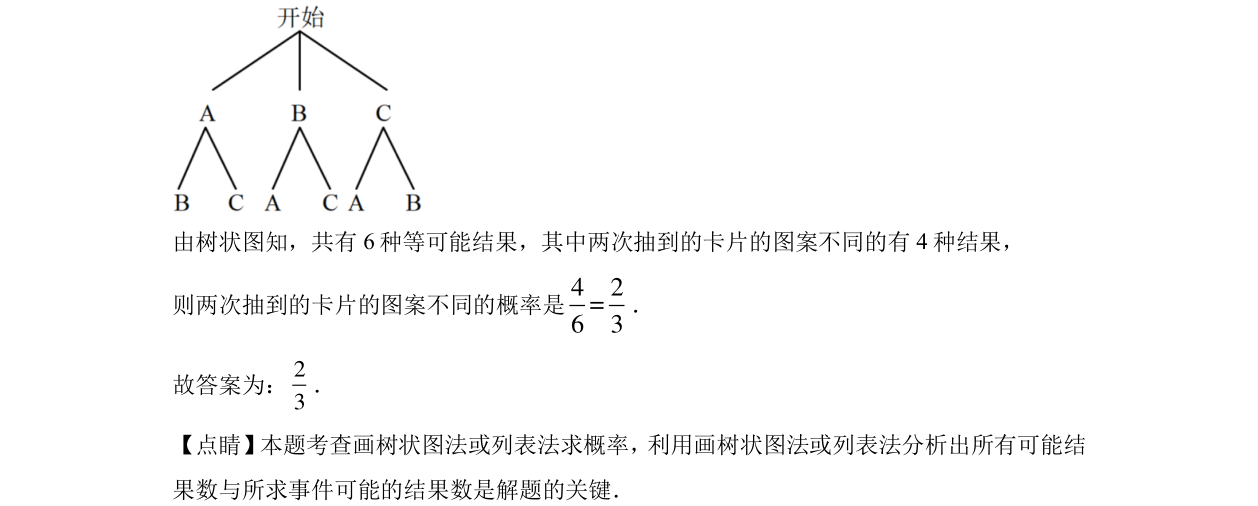 开始
A B C
B C A C A B
由树状图知，共有 6 种等可能结果，其中两次抽到的卡片的图案不同的有 4 种结果，
则两次抽到的卡片的图案不同的概率是 4/6 = 2/3 ．
故答案为： 2/3 ．
【点睛】本题考查画树状图法或列表法求概率，利用画树状图法或列表法分析出所有可能结
果数与所求事件可能的结果数是解题的关键．